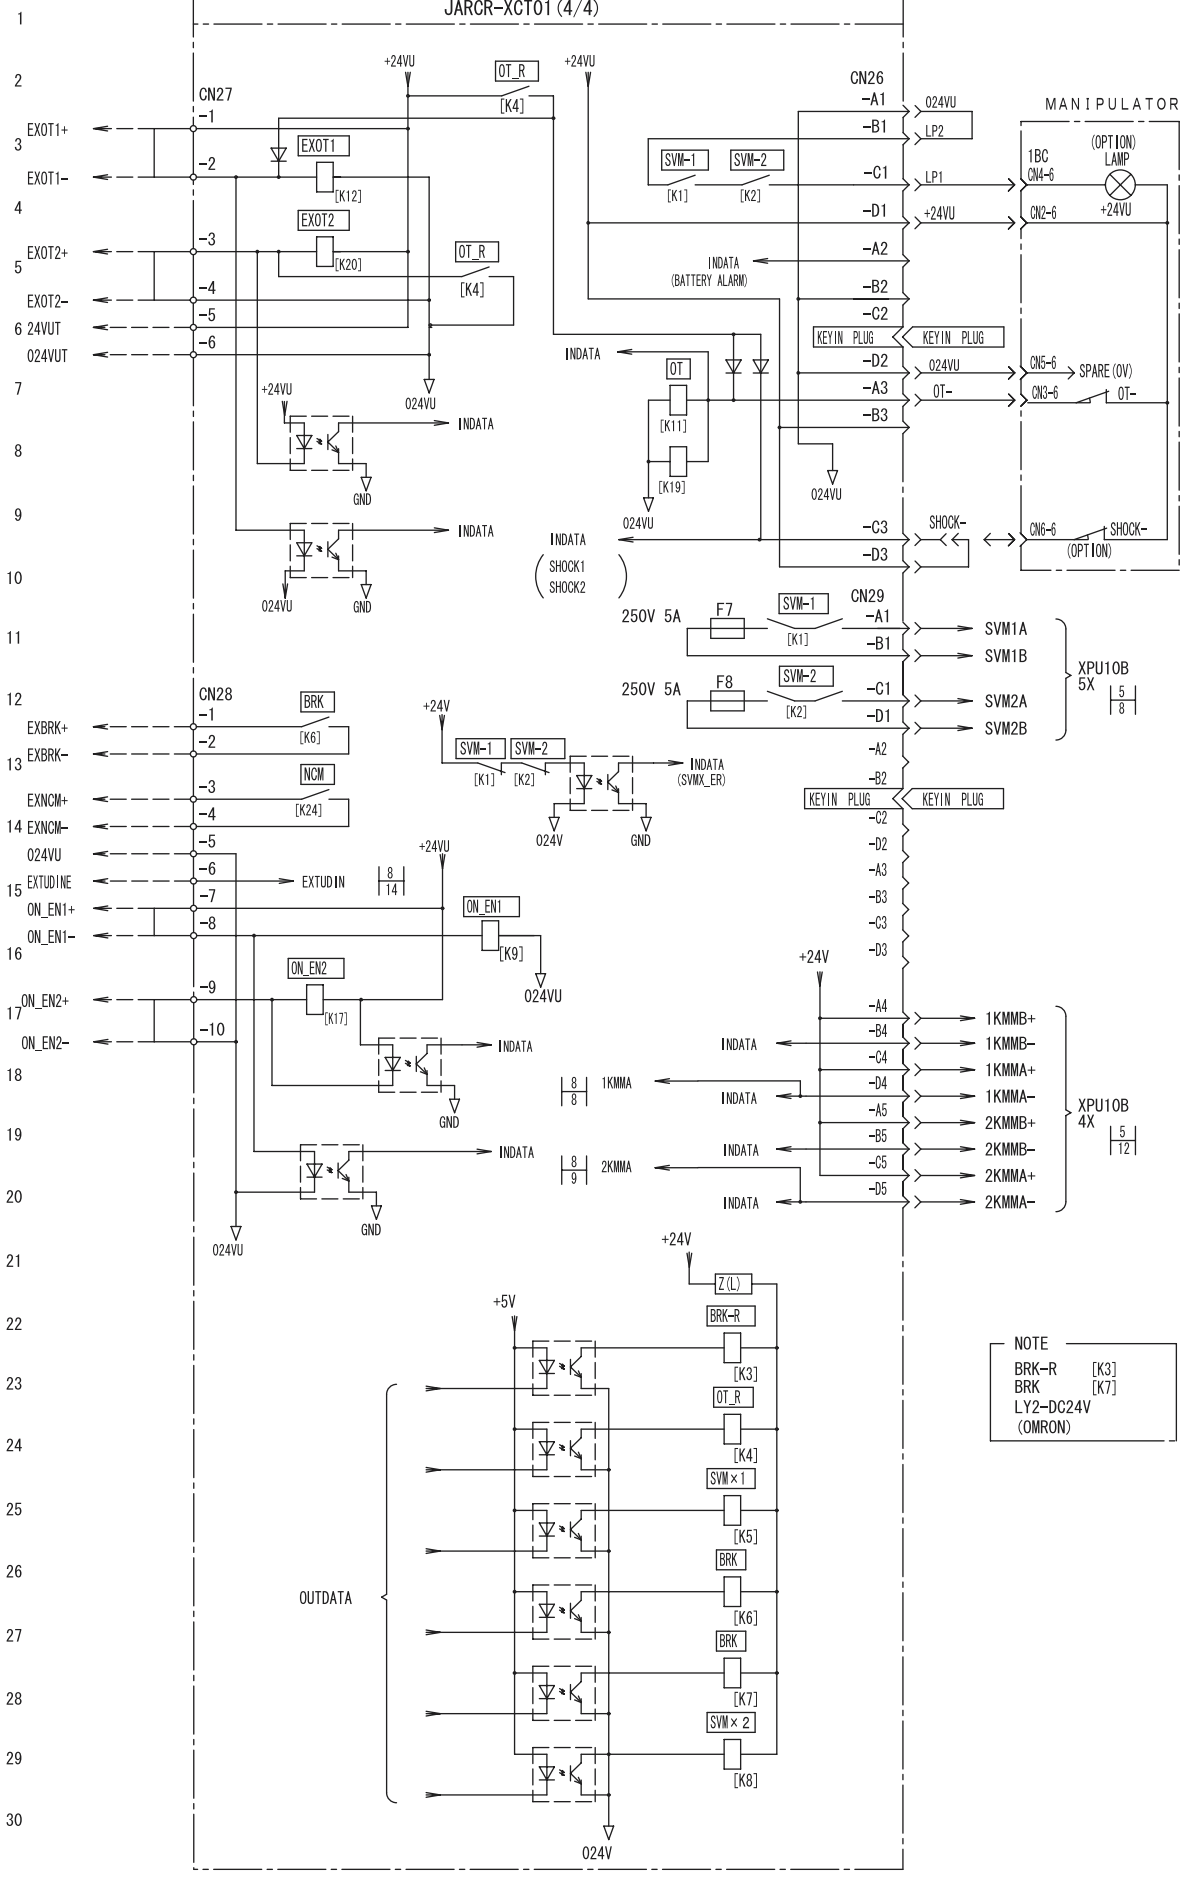 JARCR-XCT01(4/4)
1
2
3
4
5
6
7
8
9
10
11
12
13
14
15
16
17
18
19
20
21
22
23
24
25
26
27
28
29
30
+24VU
OT_R
[K4]
+24VU
CN27
-1
EXOT1+
-2
EXOT1-
EXOT1
[K12]
EXOT2
-3
EXOT2+
[K20]
OT_R
[K4]
-4
EXOT2-
-5
24VUT
-6
024VUT
024VU
+24VU
INDATA
GND
INDATA
024VU
GND
CN26
-A1
024VU
-B1
LP2
SVM-1
SVM-2
[K1]
[K2]
-C1
LP1
-D1
+24VU
-A2
INDATA
(BATTERY ALARM)
-B2
-C2
KEYIN PLUG
KEYIN PLUG
-D2
024VU
INDATA
OT
[K11]
-A3
OT-
-B3
[K19]
024VU
024VU
-C3
SHOCK-
INDATA
SHOCK1
SHOCK2
-D3
MANIPULATOR
(OPTION)
LAMP
1BC
CN4-6
+24VU
CN2-6
CN5-6
SPARE(0V)
CN3-6
OT-
CN6-6
SHOCK-
(OPTION)
CN29
250V 5A
F7
SVM-1
[K1]
-A1
SVM1A
-B1
SVM1B
250V 5A
F8
SVM-2
[K2]
-C1
SVM2A
-D1
SVM2B
XPU10B
5X
5
8
-A2
-B2
KEYIN PLUG
KEYIN PLUG
-C2
-D2
-A3
-B3
-C3
-D3
CN28
-1
EXBRK+
BRK
[K6]
-2
EXBRK-
-3
EXNCM+
NCM
[K24]
-4
EXNCM-
-5
024VU
-6
EXTUDINE
EXTUDIN
8
14
-7
ON_EN1+
-8
ON_EN1-
+24V
SVM-1
SVM-2
[K1]
[K2]
INDATA
(SVMX_ER)
024V
GND
+24VU
ON_EN1
[K9]
024VU
ON_EN2
-9
ON_EN2+
[K17]
-10
ON_EN2-
INDATA
GND
INDATA
GND
024VU
+24V
-A4
1KMMB+
-B4
INDATA
1KMMB-
-C4
1KMMA+
8
8
1KMMA
-D4
INDATA
1KMMA-
-A5
2KMMB+
-B5
INDATA
2KMMB-
-C5
2KMMA+
8
9
2KMMA
-D5
INDATA
2KMMA-
XPU10B
4X
5
12
+24V
Z(L)
+5V
BRK-R
[K3]
OT_R
[K4]
SVM×1
[K5]
BRK
[K6]
BRK
[K7]
SVM×2
[K8]
OUTDATA
024V
NOTE
BRK-R [K3]
BRK [K7]
LY2-DC24V
(OMRON)